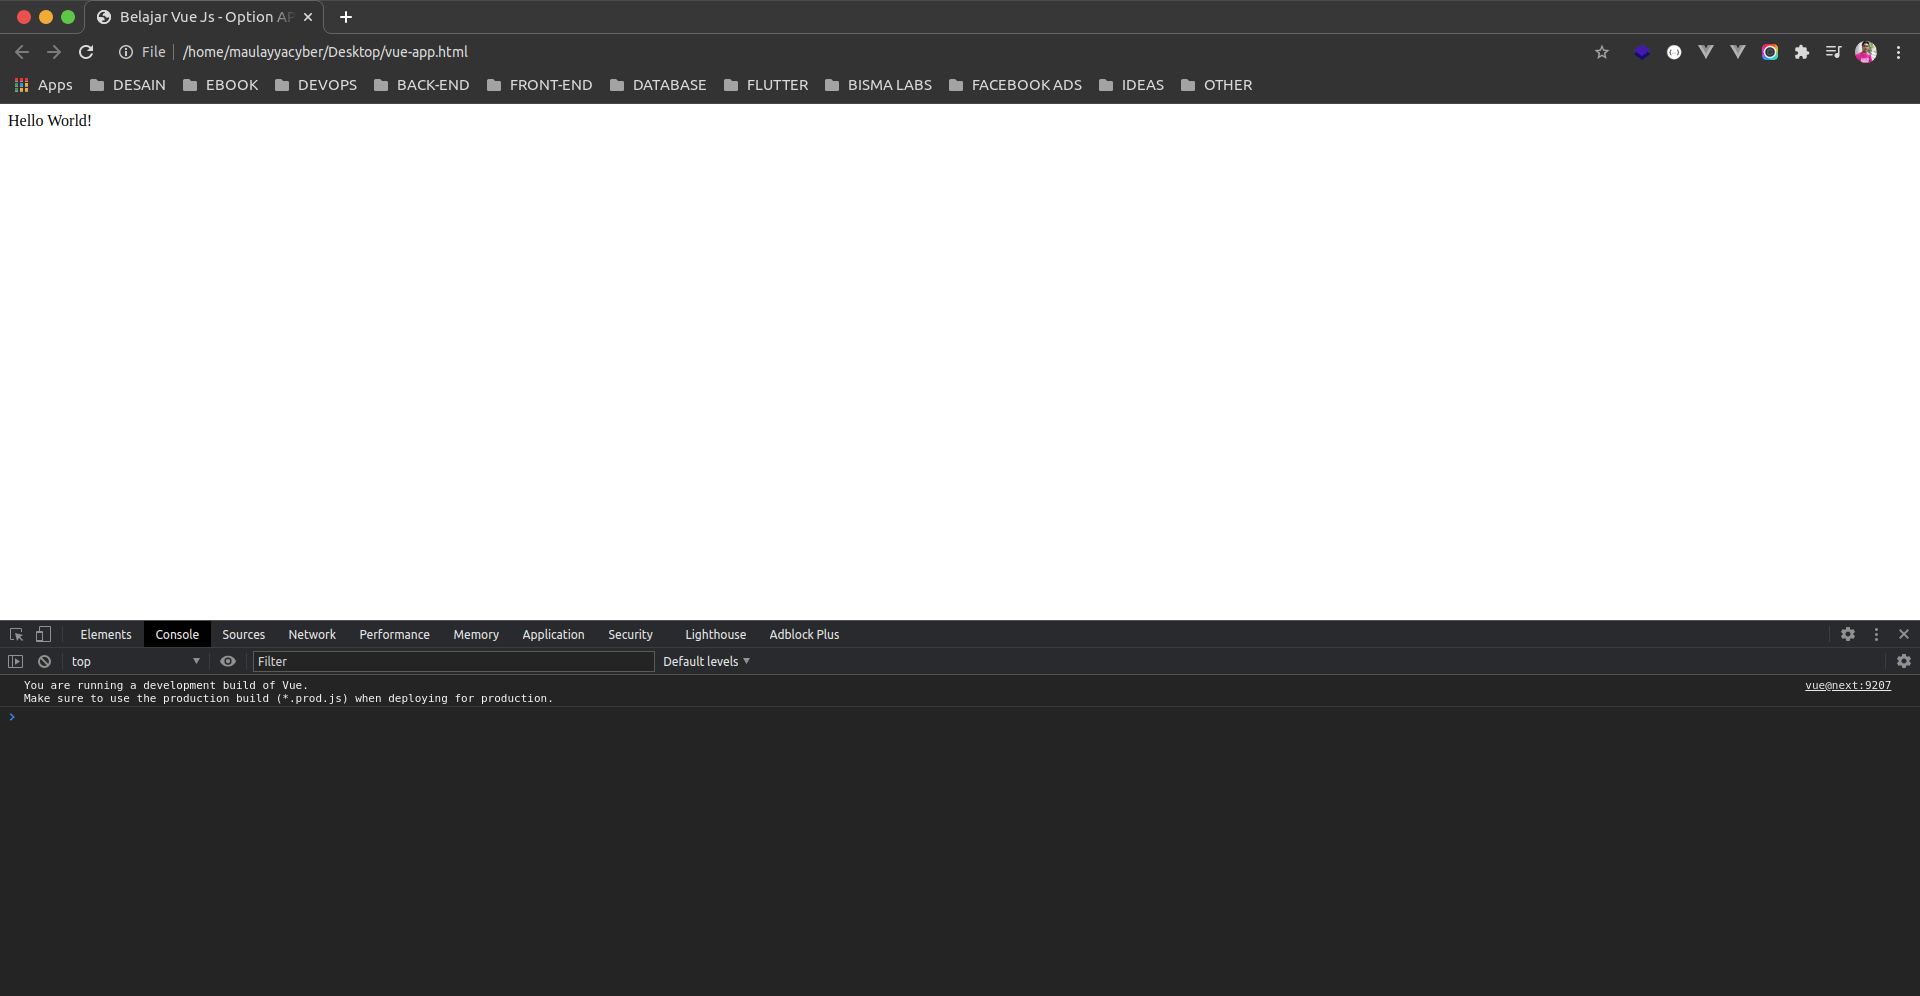 Belajar Vue Js - Option AP
File /home/maulayyacyber/Desktop/vue-app.html
Apps DESAIN EBOOK DEVOPS BACK-END FRONT-END DATABASE FLUTTER BISMA LABS FACEBOOK ADS IDEAS OTHER
Hello World!
Elements Console Sources Network Performance Memory Application Security Lighthouse Adblock Plus
top Filter Default levels
You are running a development build of Vue. vue@next:9207
Make sure to use the production build (*.prod.js) when deploying for production.